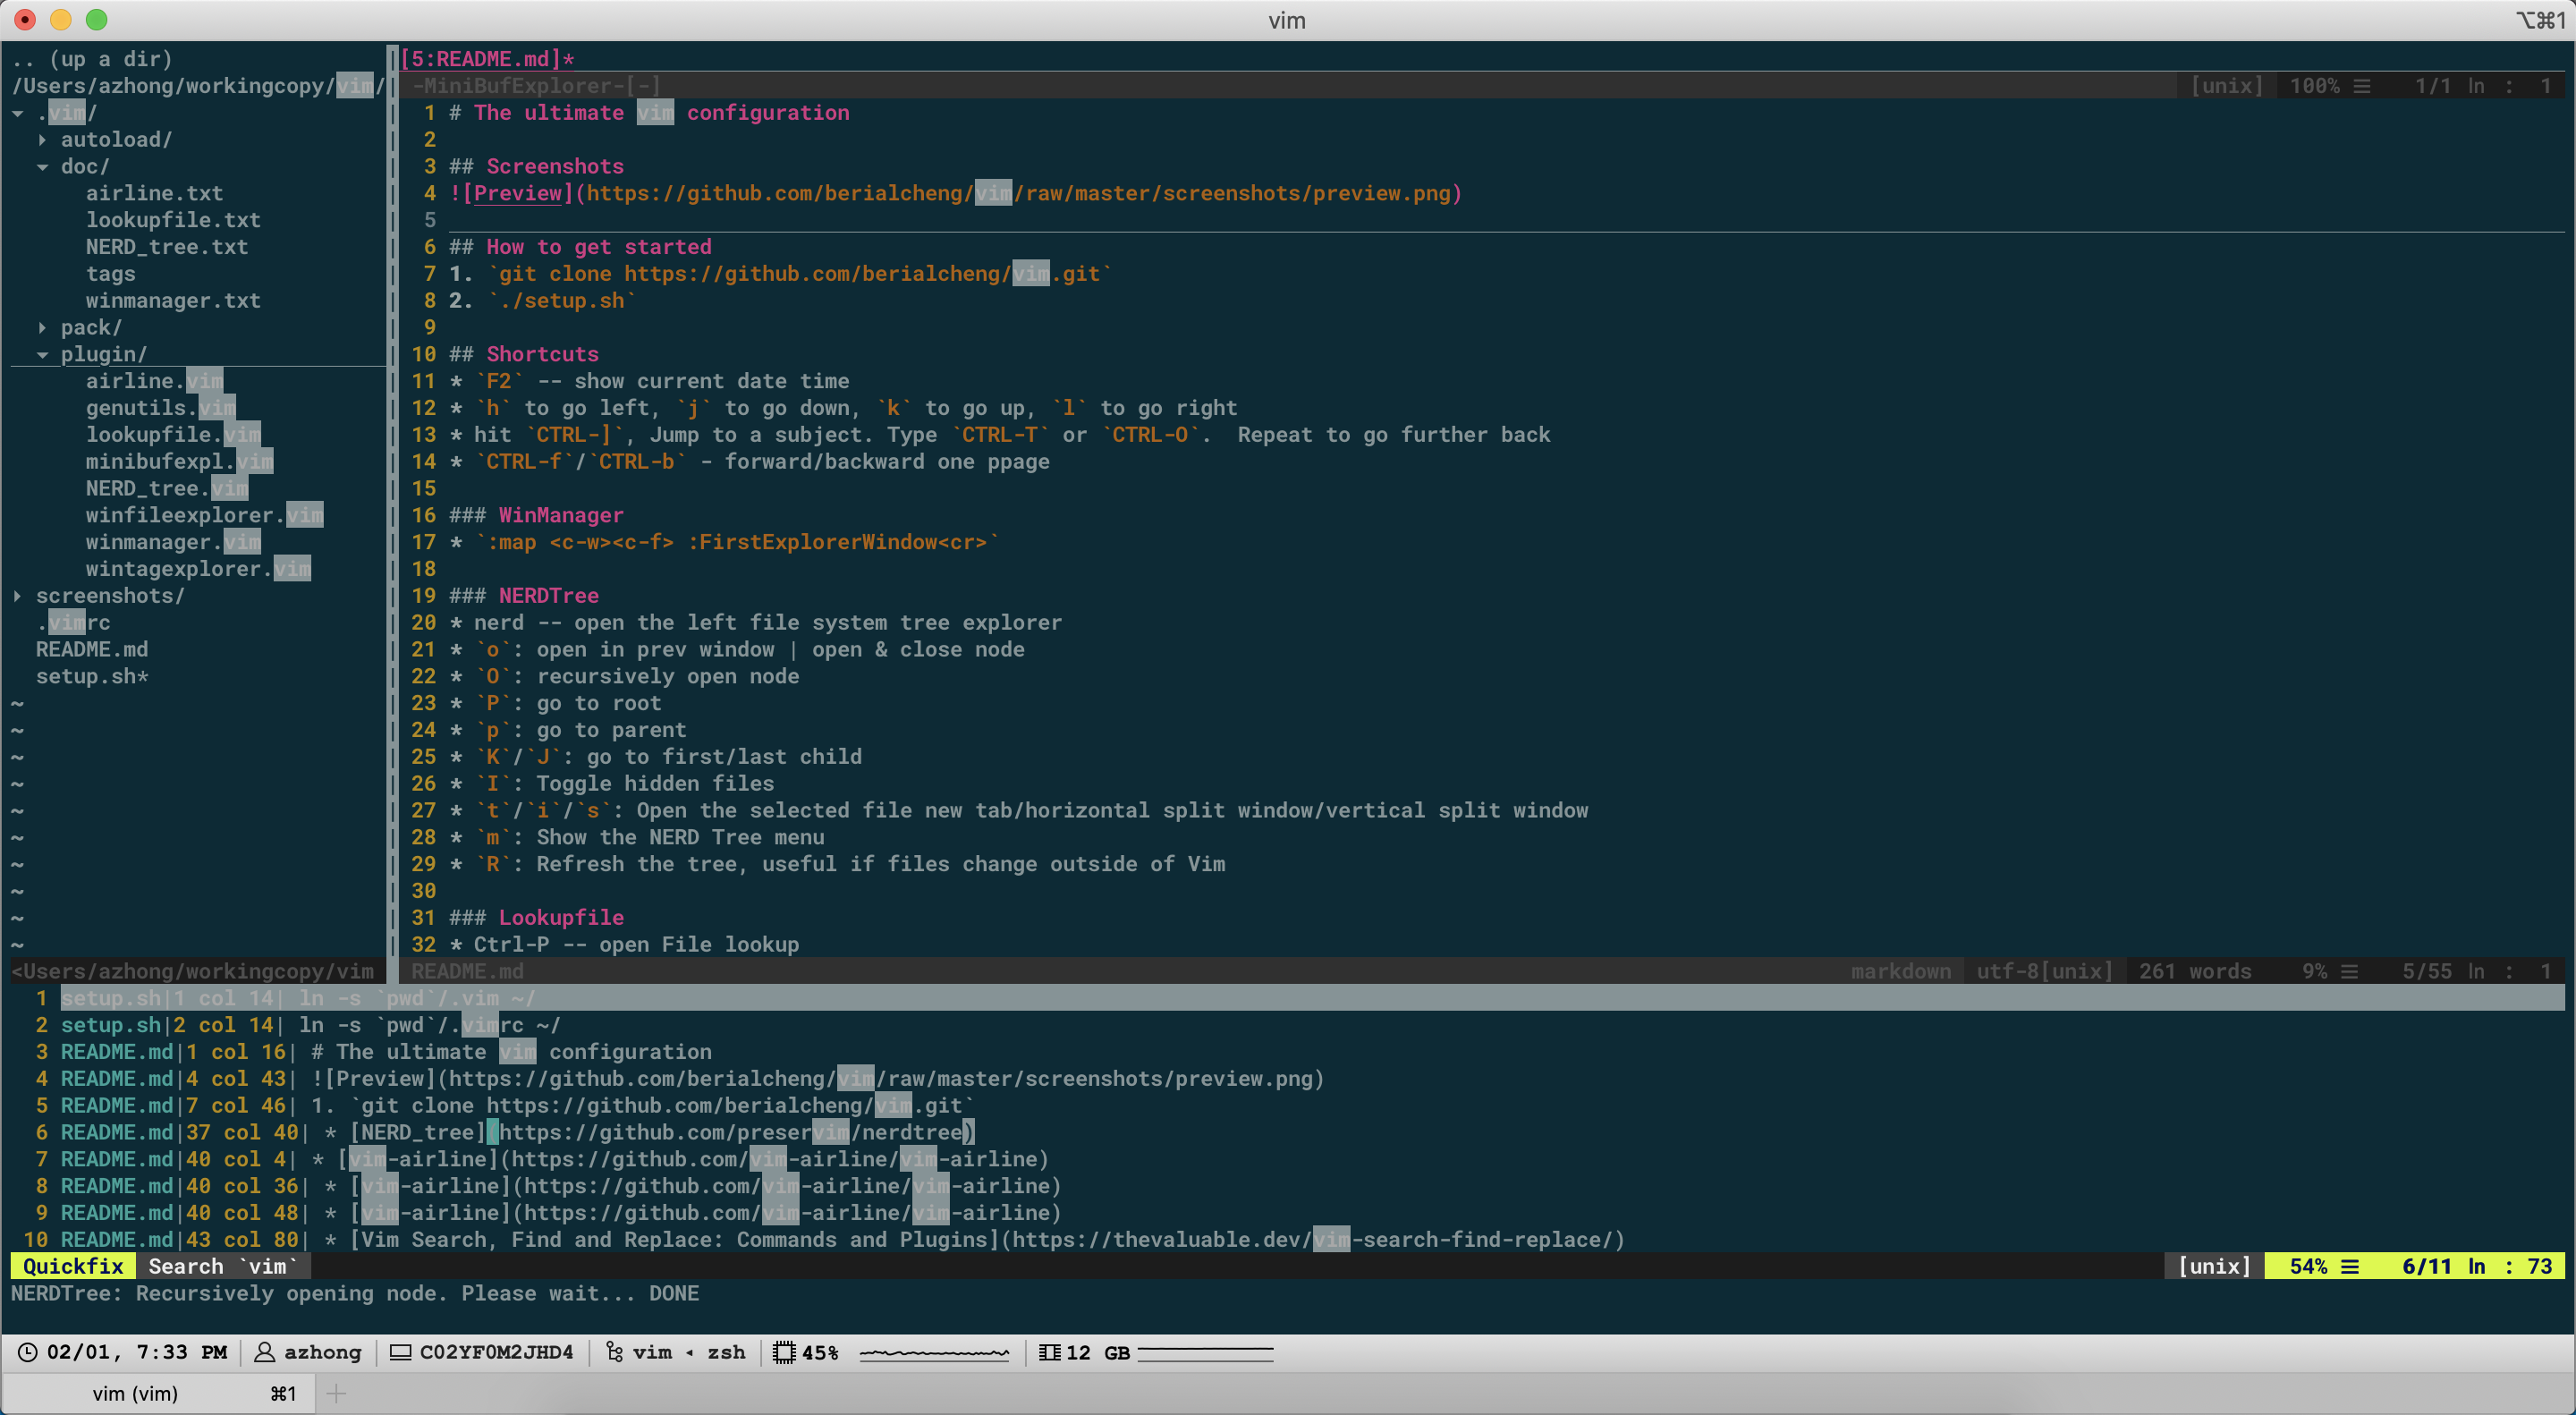 vim
⌥⌘1
.. (up a dir)
/Users/azhong/workingcopy/vim/
▾ .vim/
▸ autoload/
▾ doc/
airline.txt
lookupfile.txt
NERD_tree.txt
tags
winmanager.txt
▸ pack/
▾ plugin/
airline.vim
genutils.vim
lookupfile.vim
minibufexpl.vim
NERD_tree.vim
winfileexplorer.vim
winmanager.vim
wintagexplorer.vim
▸ screenshots/
.vimrc
README.md
setup.sh*
~
~
~
~
~
~
~
~
~
~
<Users/azhong/workingcopy/vim
[5:README.md]*
-MiniBufExplorer-[-] [unix] 100% ☰ 1/1 ln : 1
1 # The ultimate vim configuration
2
3 ## Screenshots
4 ![Preview](https://github.com/berialcheng/vim/raw/master/screenshots/preview.png)
5
6 ## How to get started
7 1. `git clone https://github.com/berialcheng/vim.git`
8 2. `./setup.sh`
9
10 ## Shortcuts
11 * `F2` -- show current date time
12 * `h` to go left, `j` to go down, `k` to go up, `l` to go right
13 * hit `CTRL-]`, Jump to a subject. Type `CTRL-T` or `CTRL-O`.  Repeat to go further back
14 * `CTRL-f`/`CTRL-b` - forward/backward one ppage
15
16 ### WinManager
17 * `:map <c-w><c-f> :FirstExplorerWindow<cr>`
18
19 ### NERDTree
20 * nerd -- open the left file system tree explorer
21 * `o`: open in prev window | open & close node
22 * `O`: recursively open node
23 * `P`: go to root
24 * `p`: go to parent
25 * `K`/`J`: go to first/last child
26 * `I`: Toggle hidden files
27 * `t`/`i`/`s`: Open the selected file new tab/horizontal split window/vertical split window
28 * `m`: Show the NERD Tree menu
29 * `R`: Refresh the tree, useful if files change outside of Vim
30
31 ### Lookupfile
32 * Ctrl-P -- open File lookup
README.md markdown utf-8[unix] 261 words 9% ☰ 5/55 ln : 1
1 setup.sh|1 col 14| ln -s `pwd`/.vim ~/
2 setup.sh|2 col 14| ln -s `pwd`/.vimrc ~/
3 README.md|1 col 16| # The ultimate vim configuration
4 README.md|4 col 43| ![Preview](https://github.com/berialcheng/vim/raw/master/screenshots/preview.png)
5 README.md|7 col 46| 1. `git clone https://github.com/berialcheng/vim.git`
6 README.md|37 col 40| * [NERD_tree](https://github.com/preservim/nerdtree)
7 README.md|40 col 4| * [vim-airline](https://github.com/vim-airline/vim-airline)
8 README.md|40 col 36| * [vim-airline](https://github.com/vim-airline/vim-airline)
9 README.md|40 col 48| * [vim-airline](https://github.com/vim-airline/vim-airline)
10 README.md|43 col 80| * [Vim Search, Find and Replace: Commands and Plugins](https://thevaluable.dev/vim-search-find-replace/)
Quickfix Search `vim` [unix] 54% ☰ 6/11 ln : 73
NERDTree: Recursively opening node. Please wait... DONE
02/01, 7:33 PM azhong C02YF0M2JHD4 vim ◂ zsh 45% 12 GB
vim (vim) ⌘1 +